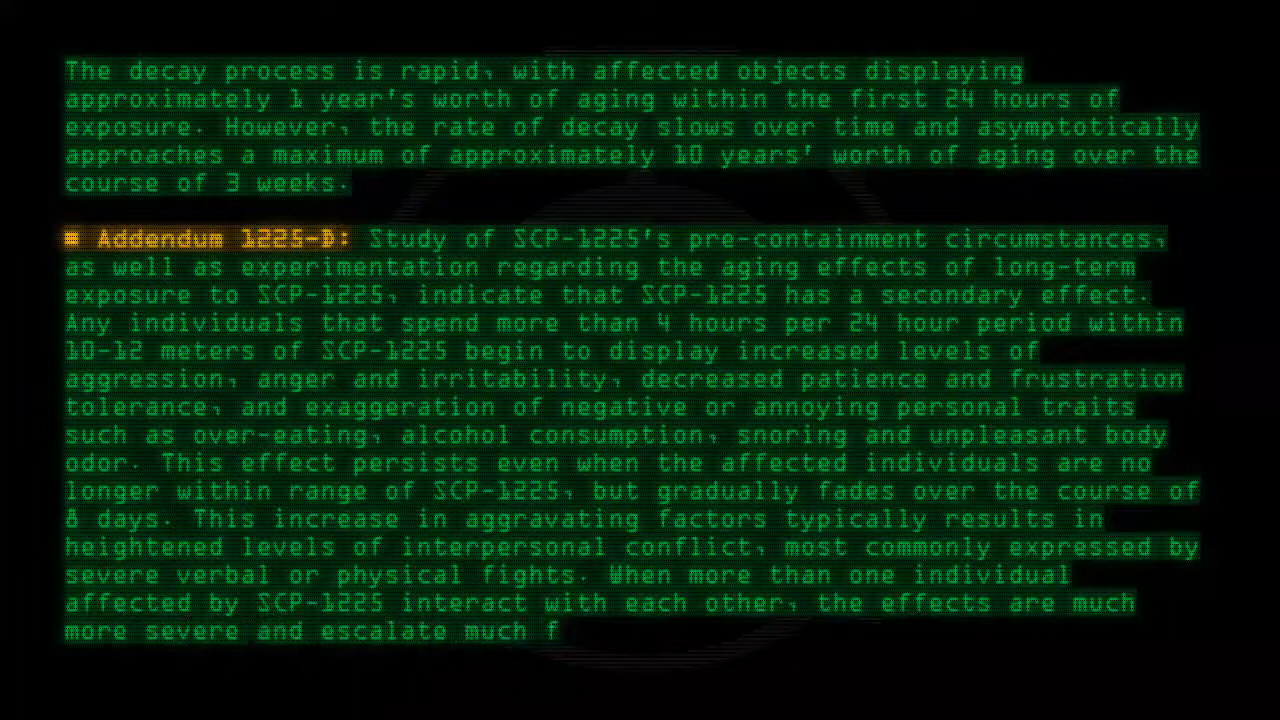 The decay process is rapid, with affected objects displaying
approximately 1 year's worth of aging within the first 24 hours of
exposure. However, the rate of decay slows over time and asymptotically
approaches a maximum of approximately 10 years' worth of aging over the
course of 3 weeks.
■ Addendum 1225-D: Study of SCP-1225's pre-containment circumstances,
as well as experimentation regarding the aging effects of long-term
exposure to SCP-1225, indicate that SCP-1225 has a secondary effect.
Any individuals that spend more than 4 hours per 24 hour period within
10-12 meters of SCP-1225 begin to display increased levels of
aggression, anger and irritability, decreased patience and frustration
tolerance, and exaggeration of negative or annoying personal traits
such as over-eating, alcohol consumption, snoring and unpleasant body
odor. This effect persists even when the affected individuals are no
longer within range of SCP-1225, but gradually fades over the course of
8 days. This increase in aggravating factors typically results in
heightened levels of interpersonal conflict, most commonly expressed by
severe verbal or physical fights. When more than one individual
affected by SCP-1225 interact with each other, the effects are much
more severe and escalate much f